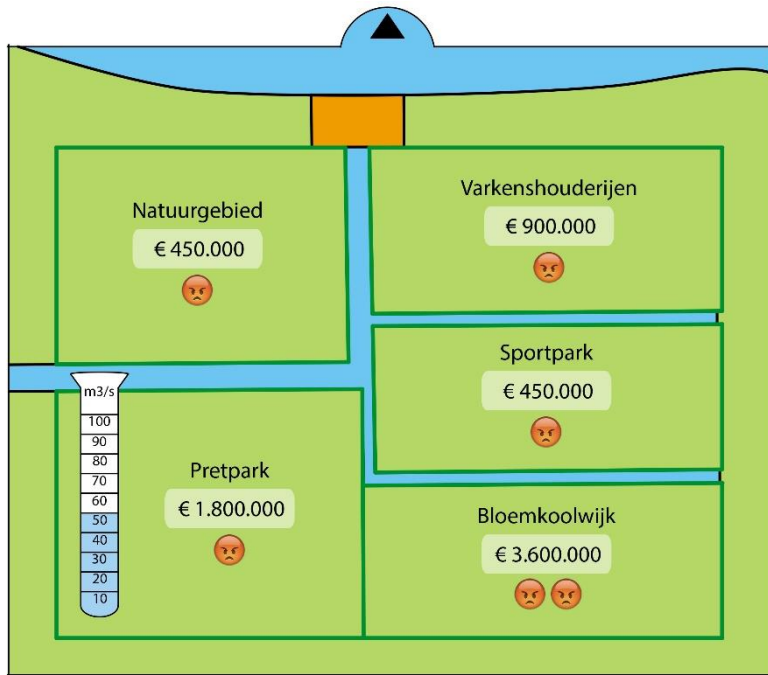 Natuurgebied
€ 450.000
Varkenshouderijen
€ 900.000
Sportpark
€ 450.000
m3/s
100
90
80
70
60
50
40
30
20
10
Pretpark
€ 1.800.000
Bloemkoolwijk
€ 3.600.000